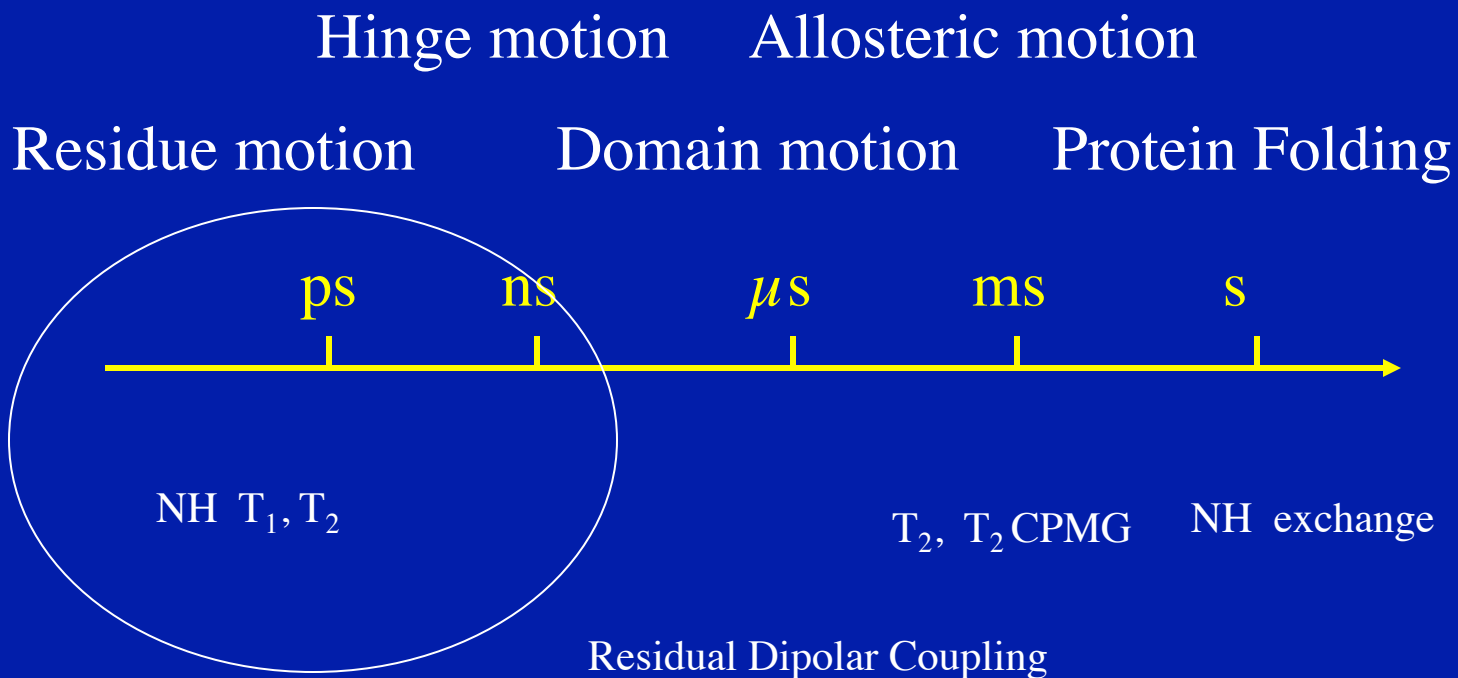 Hinge motion Allosteric motion
Residue motion Domain motion Protein Folding
ps ns μs ms s
NH T₁, T₂ T₂, T₂ CPMG NH exchange
Residual Dipolar Coupling